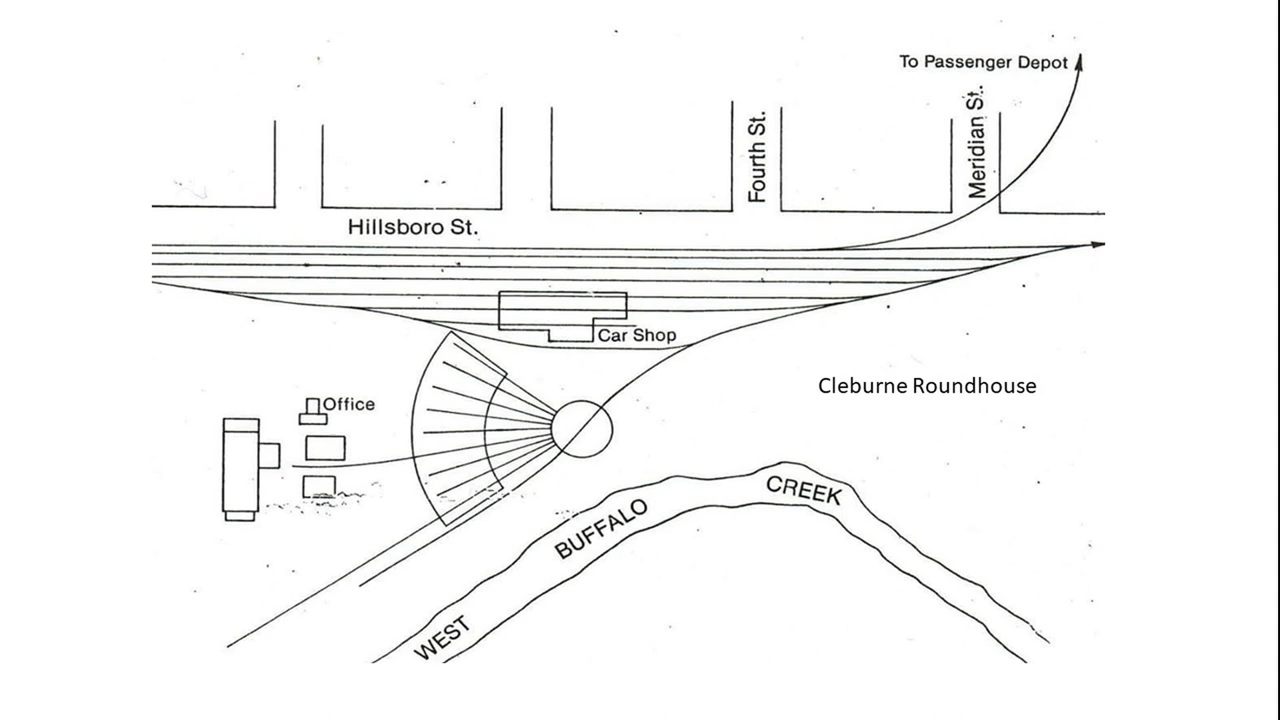 To Passenger Depot
Fourth St.
Meridian St.
Hillsboro St.
Car Shop
Cleburne Roundhouse
Office
WEST BUFFALO CREEK